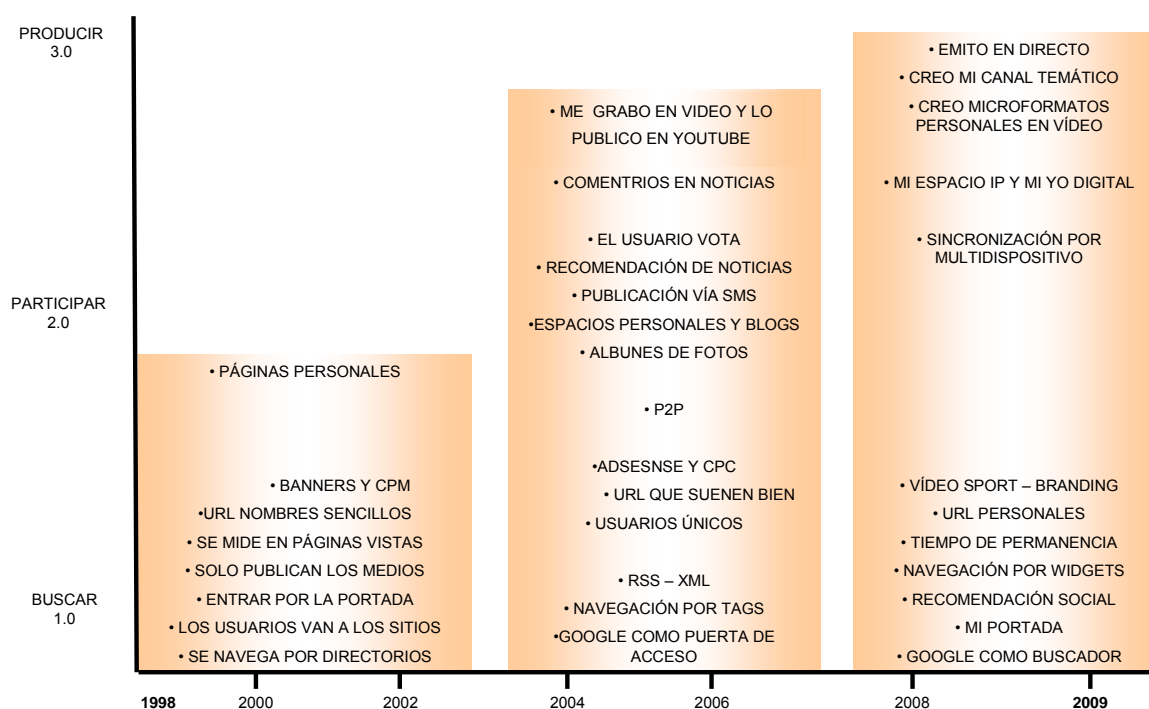 PRODUCIR
3.0
PARTICIPAR
2.0
BUSCAR
1.0
• PÁGINAS PERSONALES
• BANNERS Y CPM
•URL NOMBRES SENCILLOS
• SE MIDE EN PÁGINAS VISTAS
• SOLO PUBLICAN LOS MEDIOS
• ENTRAR POR LA PORTADA
• LOS USUARIOS VAN A LOS SITIOS
• SE NAVEGA POR DIRECTORIOS
• ME GRABO EN VIDEO Y LO
PUBLICO EN YOUTUBE
• COMENTRIOS EN NOTICIAS
• EL USUARIO VOTA
• RECOMENDACIÓN DE NOTICIAS
• PUBLICACIÓN VÍA SMS
•ESPACIOS PERSONALES Y BLOGS
• ALBUNES DE FOTOS
• P2P
•ADSESNSE Y CPC
• URL QUE SUENEN BIEN
• USUARIOS ÚNICOS
• RSS – XML
• NAVEGACIÓN POR TAGS
•GOOGLE COMO PUERTA DE
ACCESO
• EMITO EN DIRECTO
• CREO MI CANAL TEMÁTICO
• CREO MICROFORMATOS
PERSONALES EN VÍDEO
• MI ESPACIO IP Y MI YO DIGITAL
• SINCRONIZACIÓN POR
MULTIDISPOSITIVO
• VÍDEO SPORT – BRANDING
• URL PERSONALES
• TIEMPO DE PERMANENCIA
• NAVEGACIÓN POR WIDGETS
• RECOMENDACIÓN SOCIAL
• MI PORTADA
• GOOGLE COMO BUSCADOR
1998 2000 2002 2004 2006 2008 2009